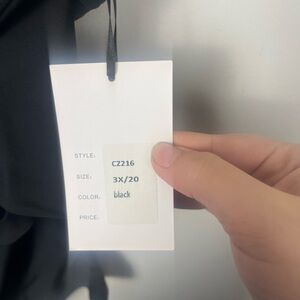 STYLE: CZ216
SIZE: 3X/20
COLOR: black
PRICE: